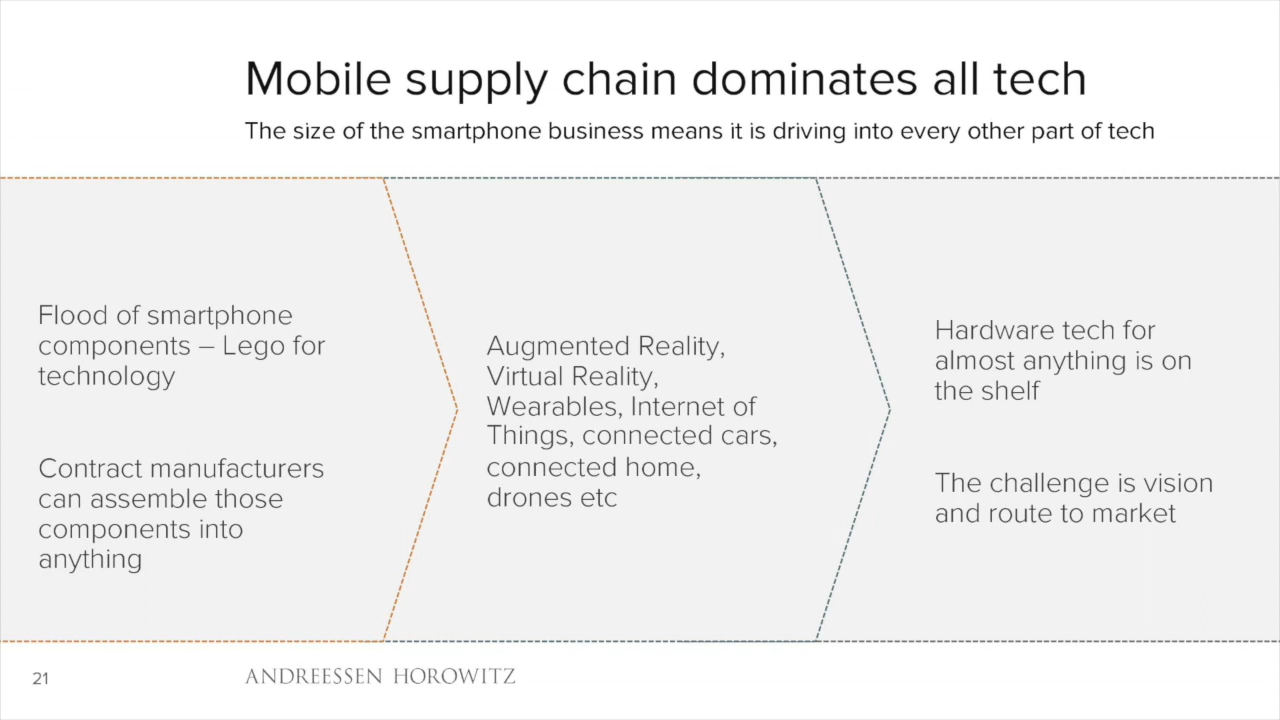 Mobile supply chain dominates all tech
The size of the smartphone business means it is driving into every other part of tech
Flood of smartphone
components – Lego for
technology
Contract manufacturers
can assemble those
components into
anything
Augmented Reality,
Virtual Reality,
Wearables, Internet of
Things, connected cars,
connected home,
drones etc
Hardware tech for
almost anything is on
the shelf
The challenge is vision
and route to market
21
ANDREESSEN HOROWITZ